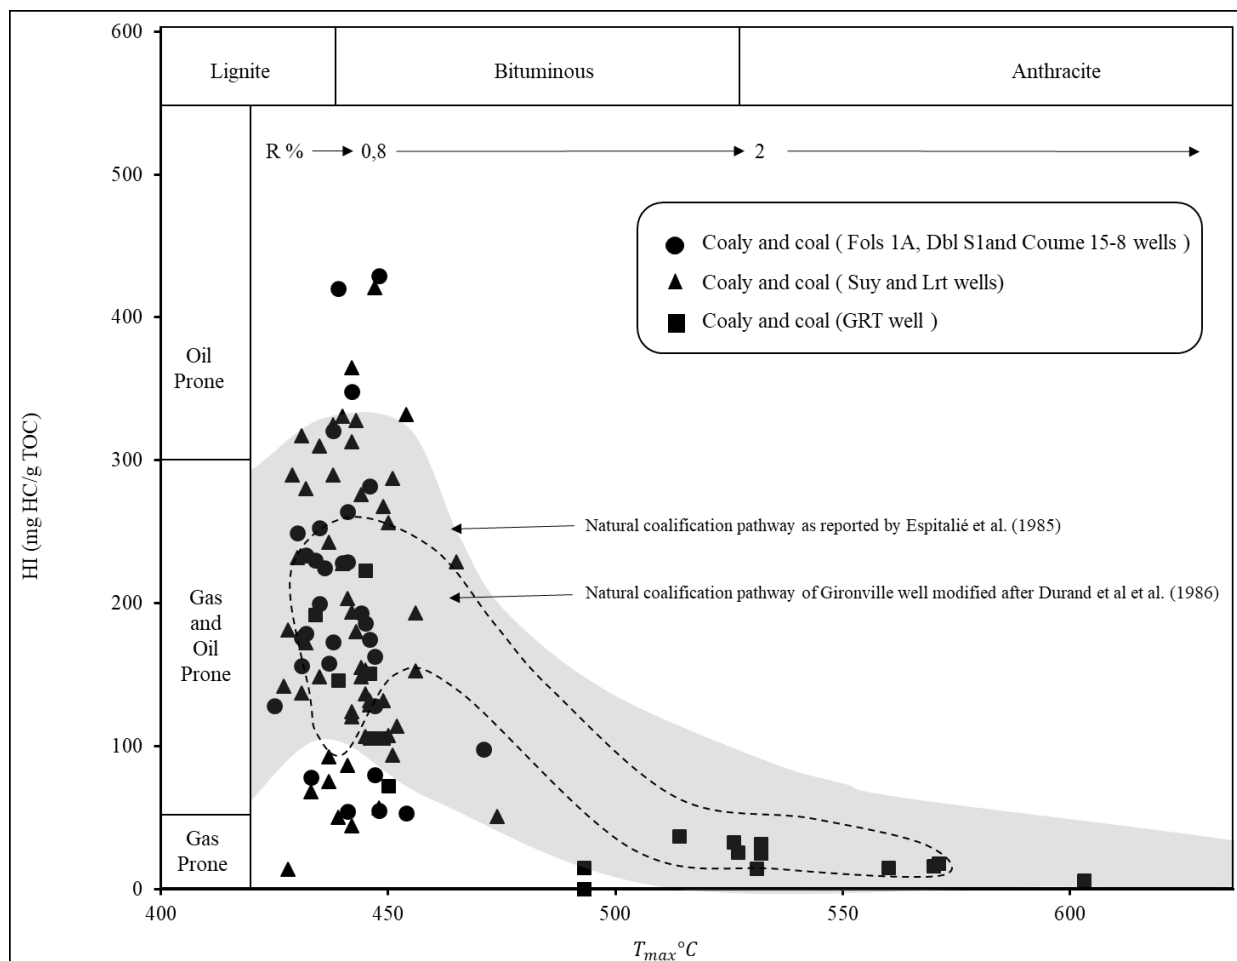 600
Lignite
Bituminous
Anthracite
R %
0,8
2
500
Coaly and coal ( Fols 1A, Dbl S1and Coume 15-8 wells )
Coaly and coal ( Suy and Lrt wells)
Coaly and coal (GRT well )
400
Oil
Prone
HI (mg HC/g TOC)
300
Natural coalification pathway as reported by Espitalié et al. (1985)
Natural coalification pathway of Gironville well modified after Durand et al et al. (1986)
200
Gas
and
Oil
Prone
100
Gas
Prone
0
400
450
500
550
600
Tmax°C